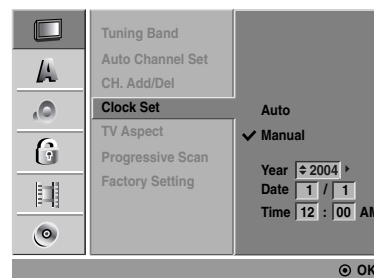 Tuning Band
Auto Channel Set
CH. Add/Del
Clock Set
TV Aspect
Progressive Scan
Factory Setting
Auto
Manual
Year 2004
Date 1 / 1
Time 12 : 00 AM
OK